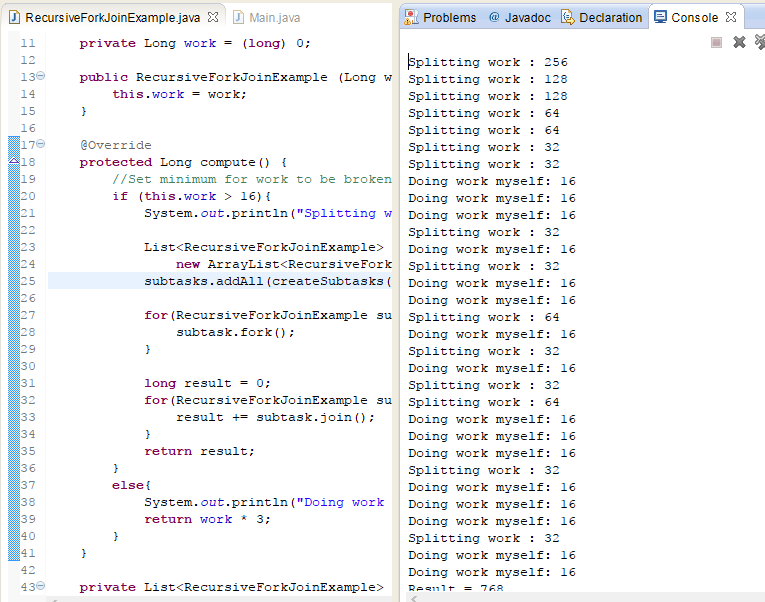 RecursiveForkJoinExample.java Main.java
11 private Long work = (long) 0;
12
13 public RecursiveForkJoinExample (Long w
14 this.work = work;
15 }
16
17 @Override
18 protected Long compute() {
19 //Set minimum for work to be broken
20 if (this.work > 16){
21 System.out.println("Splitting w
22
23 List<RecursiveForkJoinExample>
24 new ArrayList<RecursiveFork
25 subtasks.addAll(createSubtasks(
26
27 for(RecursiveForkJoinExample su
28 subtask.fork();
29 }
30
31 long result = 0;
32 for(RecursiveForkJoinExample su
33 result += subtask.join();
34 }
35 return result;
36 }
37 else{
38 System.out.println("Doing work
39 return work * 3;
40 }
41 }
42
43 private List<RecursiveForkJoinExample>
Problems @ Javadoc Declaration Console
Splitting work : 256
Splitting work : 128
Splitting work : 128
Splitting work : 64
Splitting work : 64
Splitting work : 32
Splitting work : 32
Doing work myself: 16
Doing work myself: 16
Doing work myself: 16
Splitting work : 32
Doing work myself: 16
Splitting work : 32
Doing work myself: 16
Doing work myself: 16
Splitting work : 64
Doing work myself: 16
Splitting work : 32
Doing work myself: 16
Splitting work : 32
Splitting work : 64
Doing work myself: 16
Doing work myself: 16
Doing work myself: 16
Splitting work : 32
Doing work myself: 16
Doing work myself: 16
Doing work myself: 16
Splitting work : 32
Doing work myself: 16
Doing work myself: 16
Result = 768